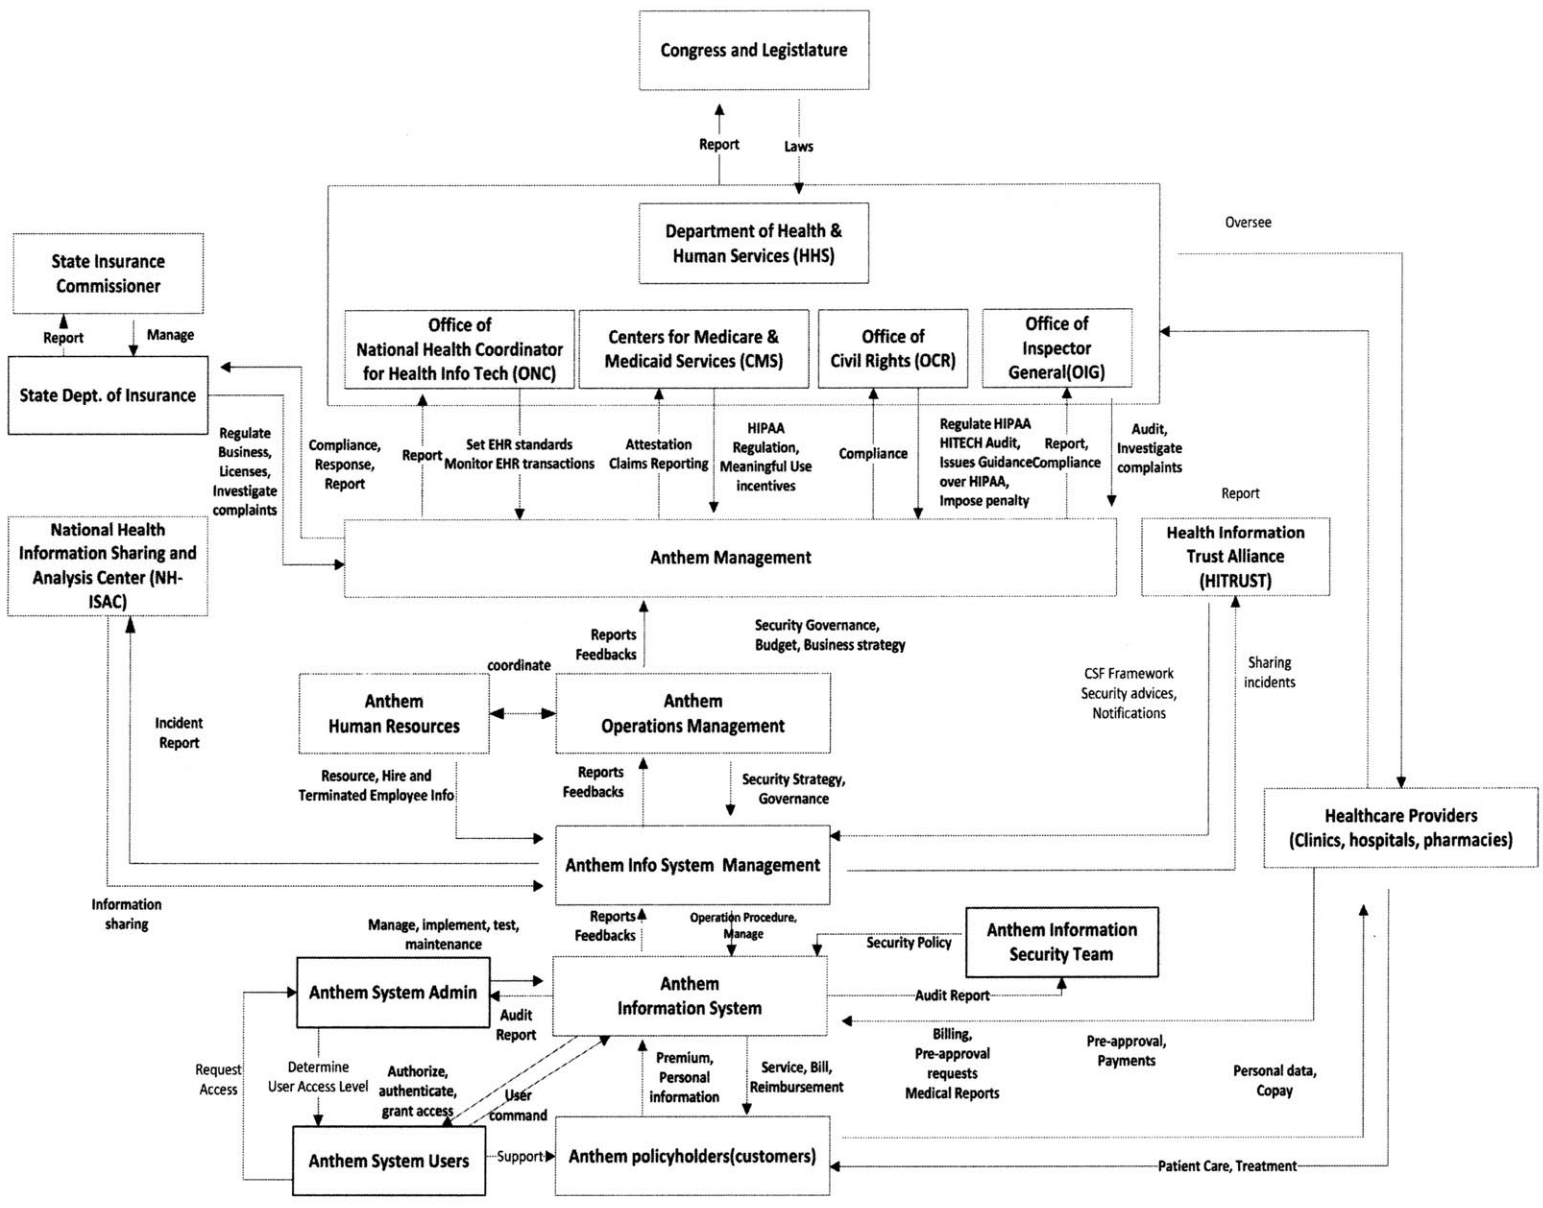 Congress and Legistlature
Report
Laws
Department of Health &
Human Services (HHS)
Oversee
State Insurance
Commissioner
Report
Manage
State Dept. of Insurance
Office of
National Health Coordinator
for Health Info Tech (ONC)
Centers for Medicare &
Medicaid Services (CMS)
Office of
Civil Rights (OCR)
Office of
Inspector
General(OIG)
Regulate
Business,
Licenses,
Investigate
complaints
Compliance,
Response,
Report
Report
Set EHR standards
Monitor EHR transactions
Attestation
Claims Reporting
HIPAA
Regulation,
Meaningful Use
incentives
Compliance
Regulate HIPAA
HITECH Audit,
Issues Guidance
over HIPAA,
Impose penalty
Report,
Compliance
Audit,
Investigate
complaints
Report
National Health
Information Sharing and
Analysis Center (NH-
ISAC)
Anthem Management
Health Information
Trust Alliance
(HITRUST)
Reports
Feedbacks
Security Governance,
Budget, Business strategy
coordinate
CSF Framework
Security advices,
Notifications
Sharing
incidents
Anthem
Human Resources
Anthem
Operations Management
Incident
Report
Resource, Hire and
Terminated Employee Info
Reports
Feedbacks
Security Strategy,
Governance
Healthcare Providers
(Clinics, hospitals, pharmacies)
Anthem Info System Management
Information
sharing
Manage, implement, test,
maintenance
Reports
Feedbacks
Operation Procedure,
Manage
Security Policy
Anthem Information
Security Team
Anthem System Admin
Anthem
Information System
Audit
Report
Audit Report
Request
Access
Determine
User Access Level
Authorize,
authenticate,
grant access
User
command
Premium,
Personal
information
Service, Bill,
Reimbursement
Billing,
Pre-approval
requests
Medical Reports
Pre-approval,
Payments
Personal data,
Copay
Anthem System Users
Support
Anthem policyholders(customers)
Patient Care, Treatment